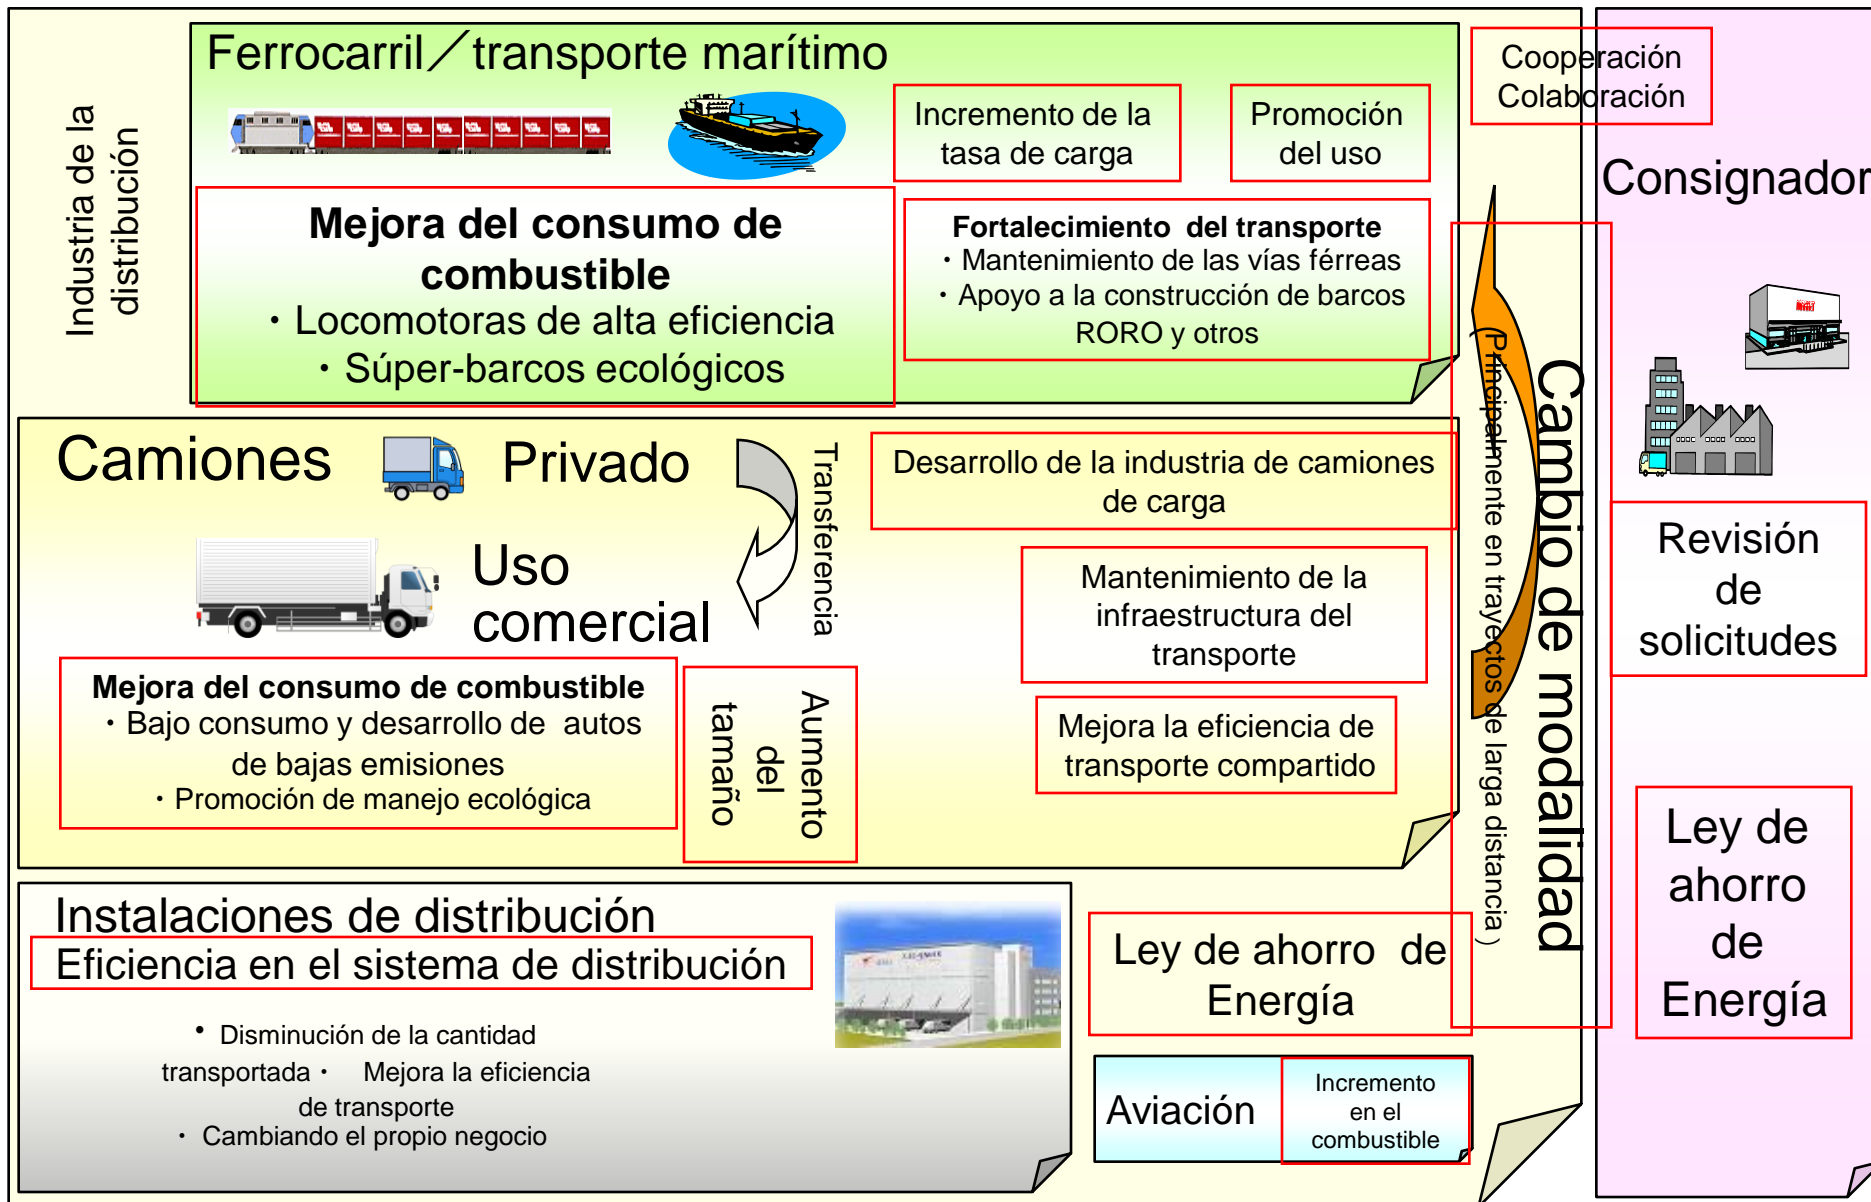 Industria de la
distribución
Ferrocarril／transporte marítimo
Incremento de la
tasa de carga
Promoción
del uso
Mejora del consumo de
combustible
・Locomotoras de alta eficiencia
・Súper-barcos ecológicos
Fortalecimiento del transporte
・Mantenimiento de las vías férreas
・Apoyo a la construcción de barcos
RORO y otros
Cooperación
Colaboración
Consignador
Camiones
Privado
Uso
comercial
Transferencia
Desarrollo de la industria de camiones
de carga
Mantenimiento de la
infraestructura del
transporte
Mejora la eficiencia de
transporte compartido
Mejora del consumo de combustible
・Bajo consumo y desarrollo de autos
de bajas emisiones
・Promoción de manejo ecológica
Aumento
del
tamaño
Cambio de modalidad
(Principalmente en trayectos de larga distancia)
Revisión
de
solicitudes
Ley de
ahorro
de
Energía
Instalaciones de distribución
Eficiencia en el sistema de distribución
• Disminución de la cantidad
transportada・ Mejora la eficiencia
de transporte
・Cambiando el propio negocio
Ley de ahorro de
Energía
Aviación
Incremento
en el
combustible